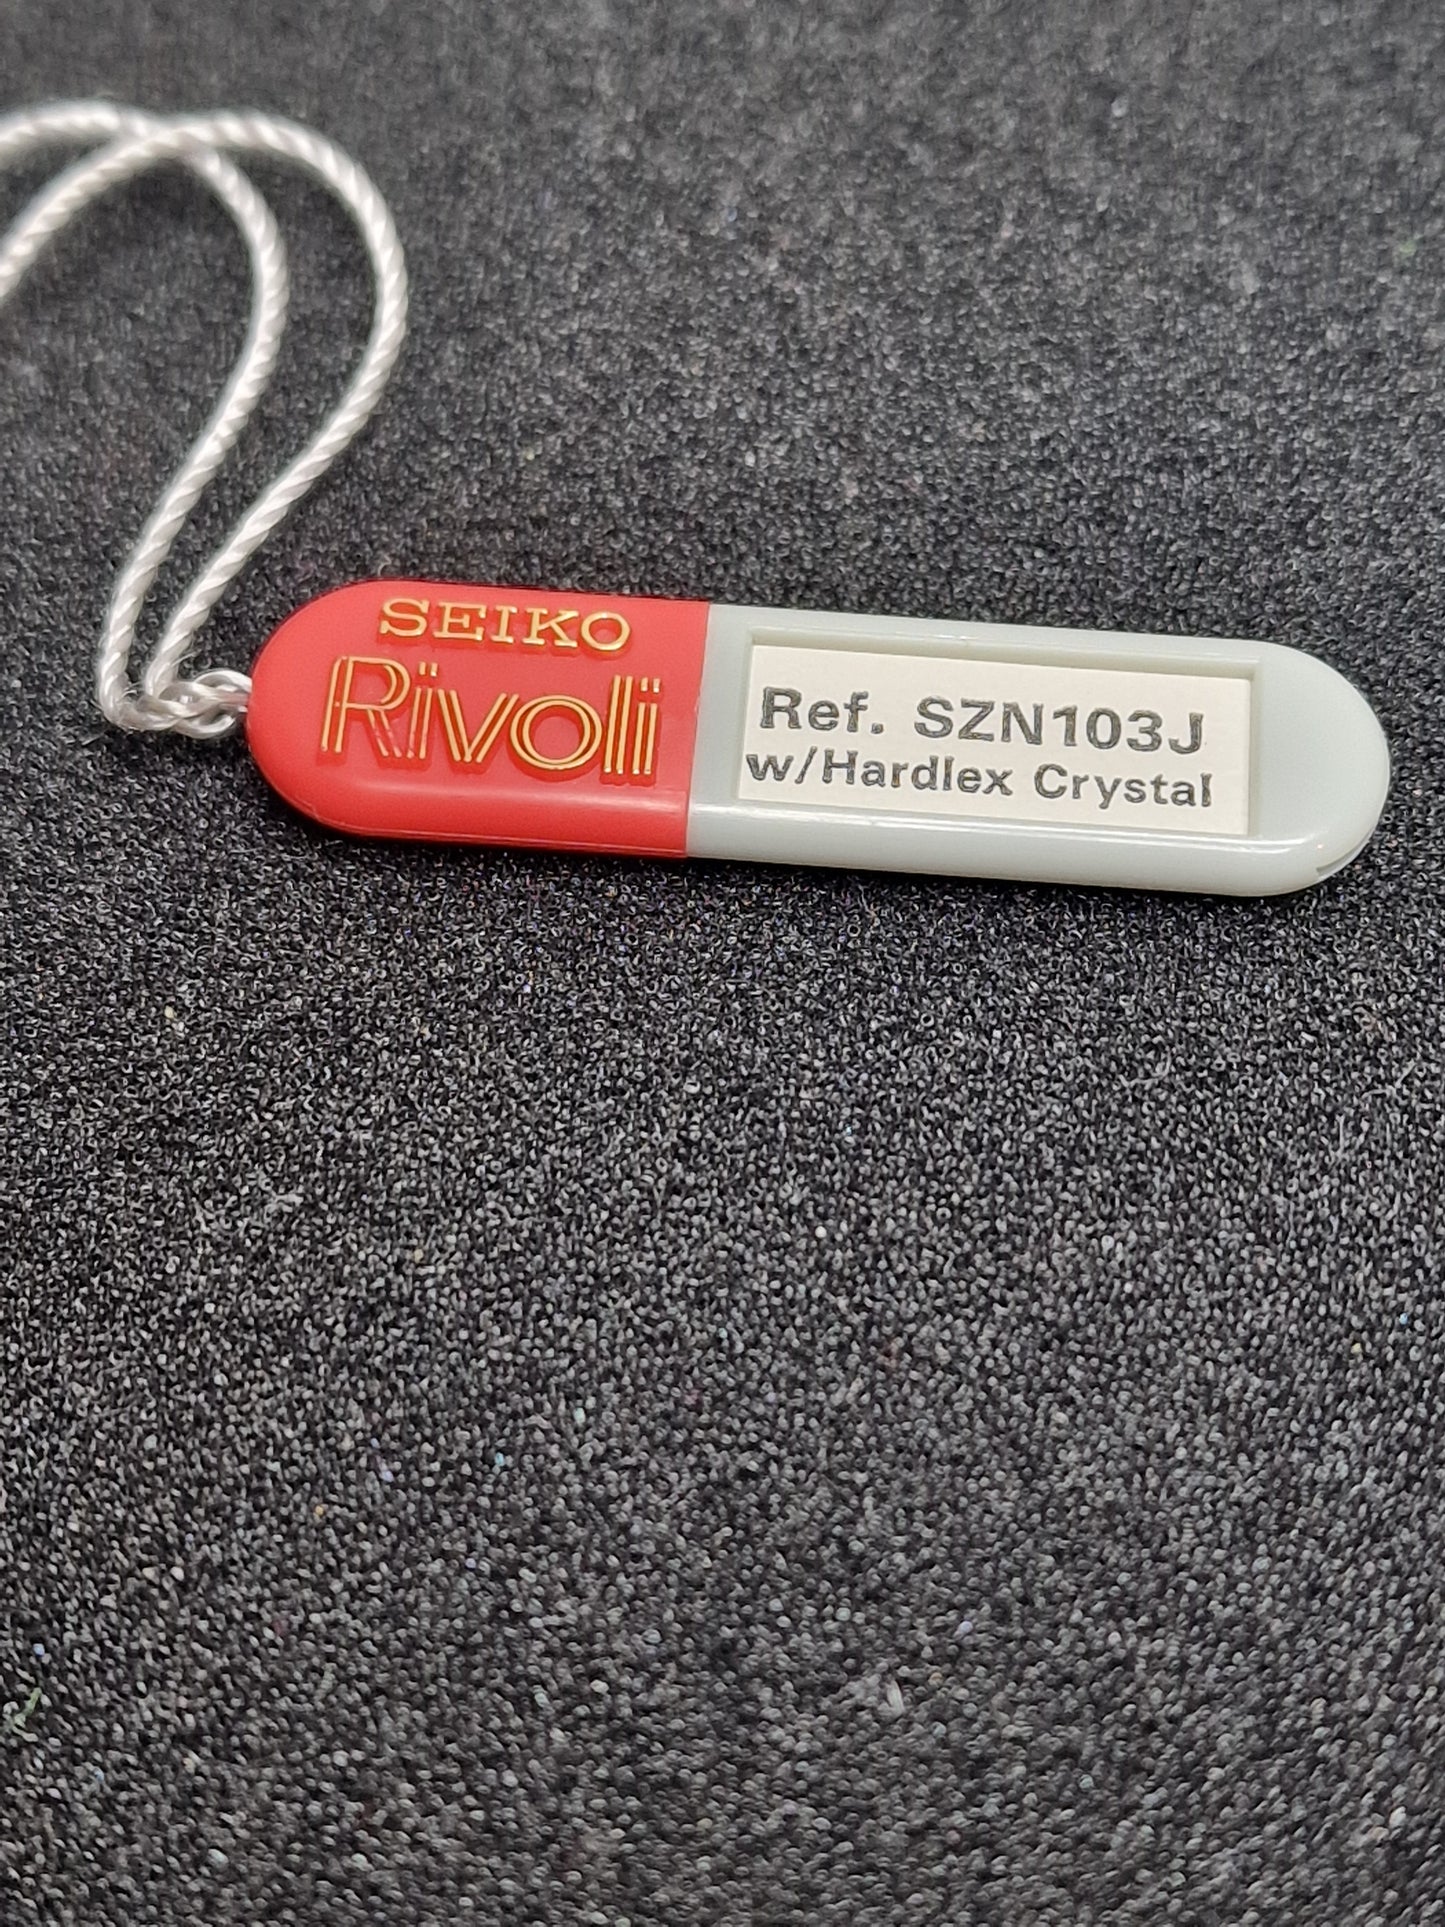 SEIKO
Rivoli
Ref. SZN103J
w/Hardlex Crystal